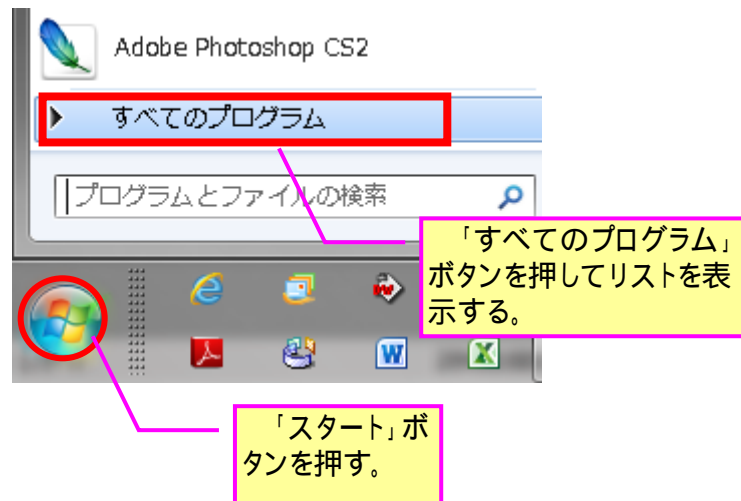 Adobe Photoshop CS2
すべてのプログラム
プログラムとファイルの検索
「すべてのプログラム」
ボタンを押してリストを表
示する。
「スタート」ボ
タンを押す。